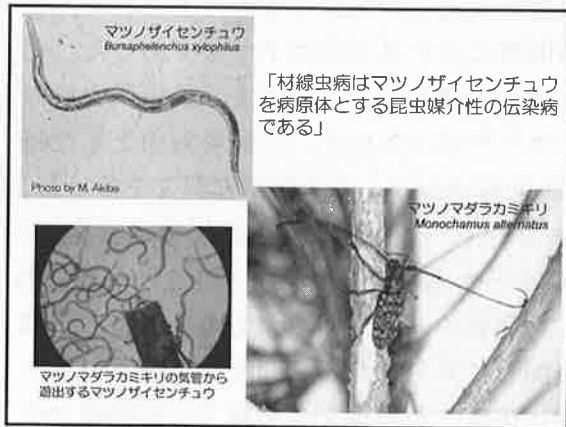 マツノザイセンチュウ
Bursaphelenchus xylophilus
「材線虫病はマツノザイセンチュウ
を病原体とする昆虫媒介性の伝染病
である」
Photo by M. Akiba
マツノマダラカミキリ
Monochamus alternatus
マツノマダラカミキリの気管から
遊出するマツノザイセンチュウ